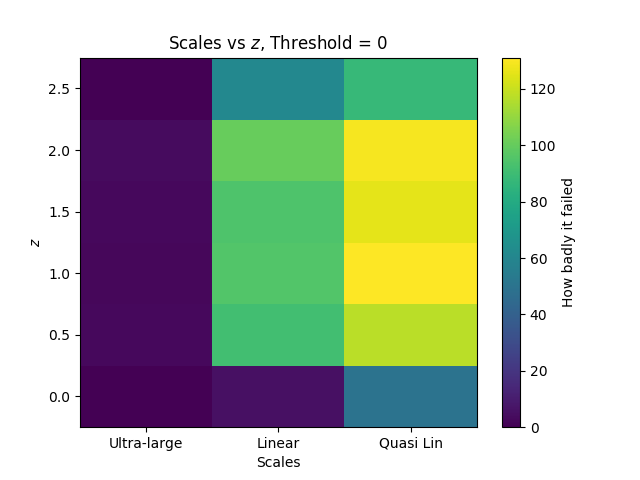 Scales vs z, Threshold = 0
2.5
2.0
1.5
1.0
0.5
0.0
z
Ultra-large
Linear
Quasi Lin
Scales
120
100
80
60
40
20
0
How badly it failed